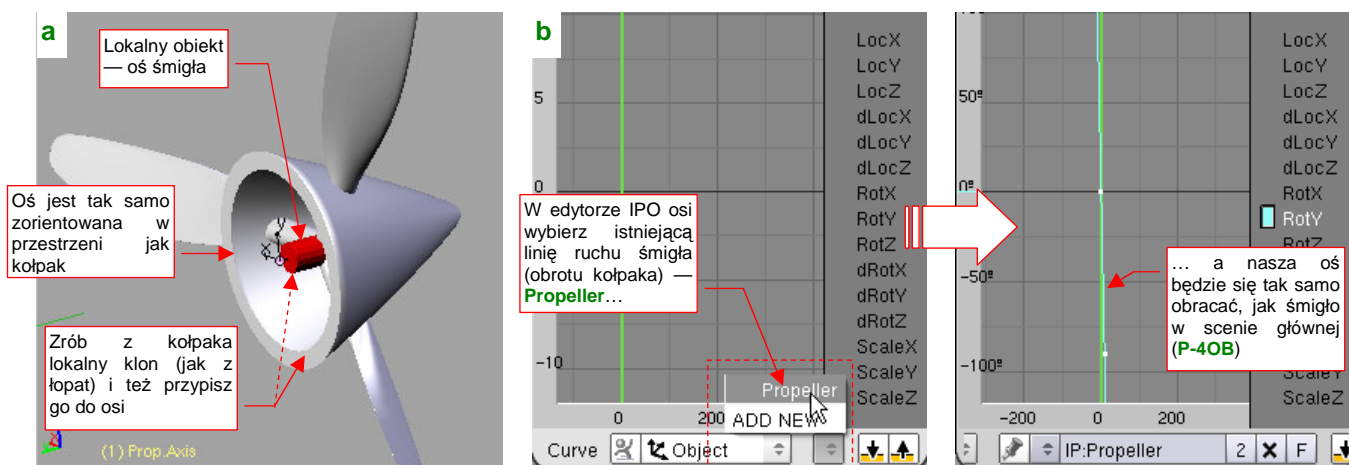 a
Lokalny obiekt
— oś śmigła
Oś jest tak samo
zorientowana w
przestrzeni jak
kołpak
Zrób z kołpaka
lokalny klon (jak z
łopat) i też przypisz
go do osi
(1) Prop.Axis
b
5
0
-10
0
200
W edytorze IPO osi
wybierz istniejącą
linię ruchu śmigła
(obrotu kołpaka) —
Propeller…
LocX
LocY
LocZ
dLocX
dLocY
dLocZ
RotX
RotY
RotZ
dRotX
dRotY
dRotZ
ScaleX
ScaleY
ScaleZ
Propeller
ADD NEW
Curve
Object
50º
0º
-50º
-100º
-200
0
200
LocX
LocY
LocZ
dLocX
dLocY
dLocZ
RotX
RotY
RotZ
… a nasza oś
będzie się tak samo
obracać, jak śmigło
w scenie głównej
(P-4OB)
ScaleY
ScaleZ
IP:Propeller
2
F